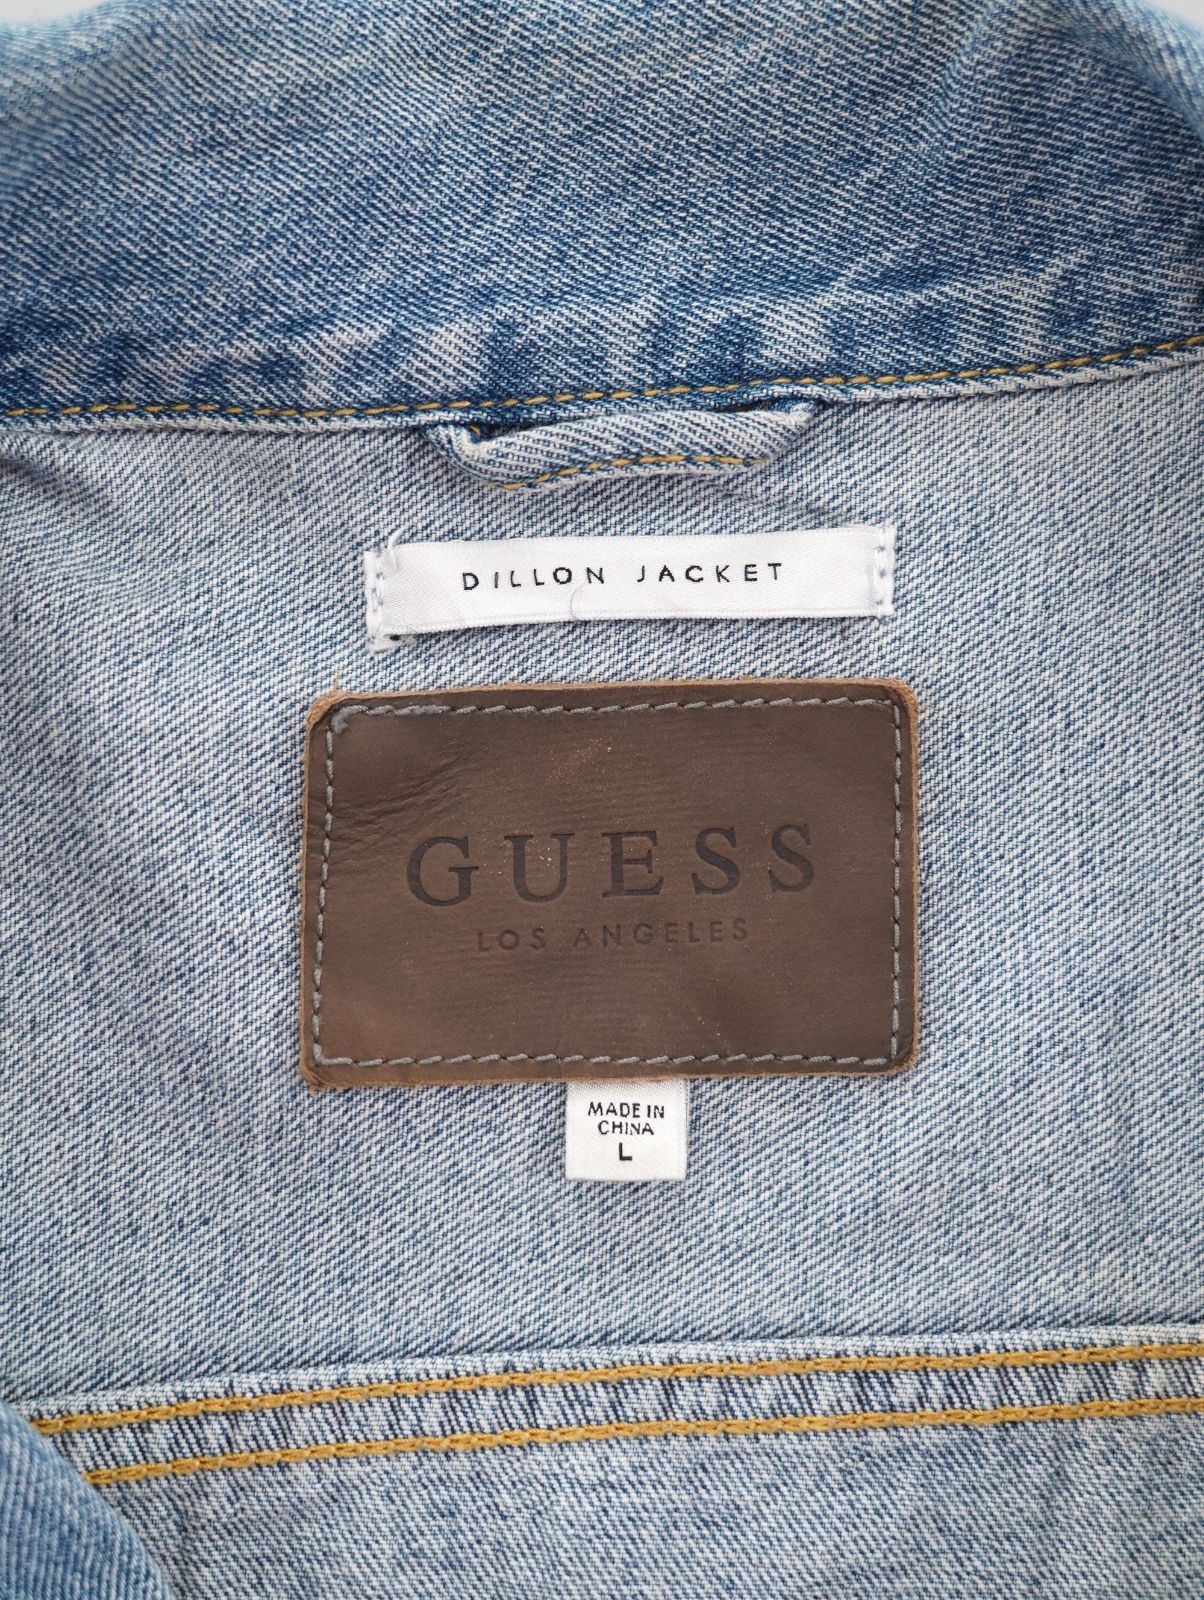 DILLON JACKET
GUESS
LOS ANGELES
MADE IN
CHINA
L